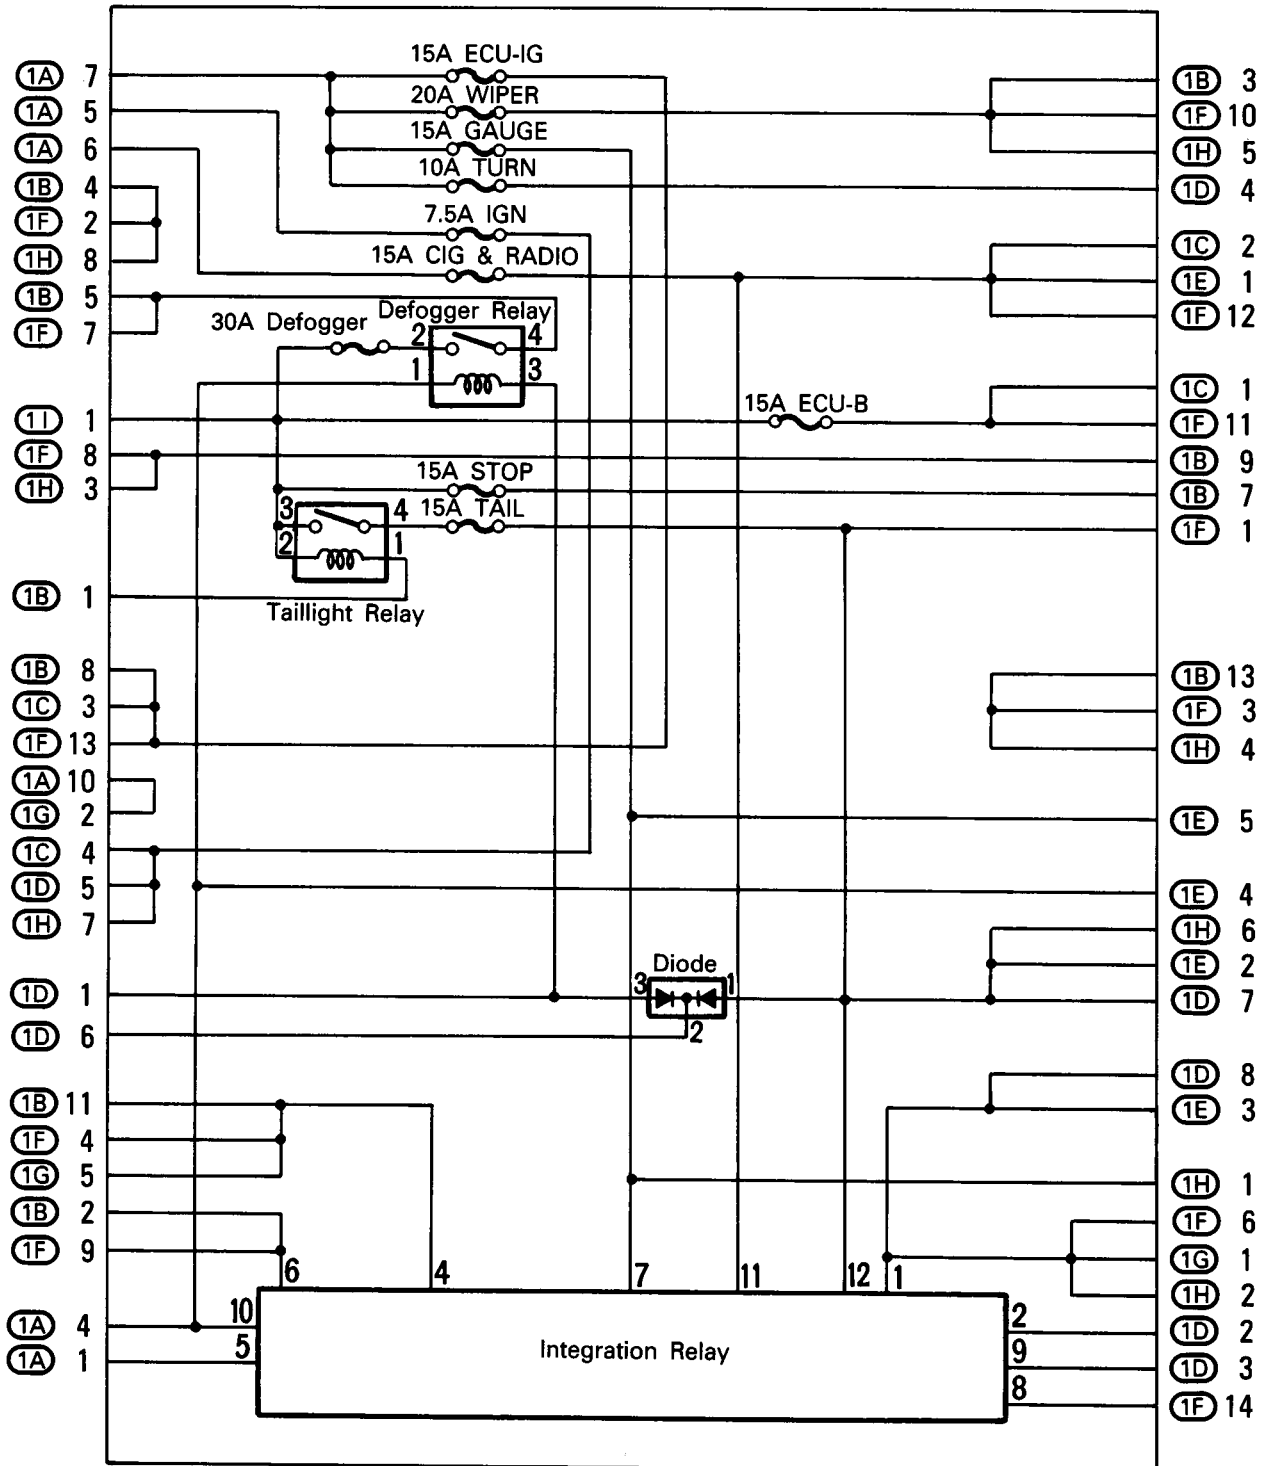 15A ECU-IG
1A 7
1B 3
20A WIPER
1A 5
1F 10
15A GAUGE
1A 6
1H 5
10A TURN
1B 4
1D 4
7.5A IGN
1F 2
15A CIG & RADIO
1C 2
1H 8
1E 1
1B 5
Defogger Relay
1F 12
30A Defogger
1F 7
2 4
1 3
1C 1
15A ECU-B
1I 1
1F 11
1F 8
1B 9
15A STOP
1H 3
1B 7
15A TAIL
3 4
1F 1
2 1
1B 1
Taillight Relay
1B 8
1B 13
1C 3
1F 3
1F 13
1H 4
1A 10
1G 2
1E 5
1C 4
1D 5
1E 4
1H 7
1H 6
Diode
1E 2
3 1
1D 1
1D 7
2
1D 6
1D 8
1B 11
1E 3
1F 4
1G 5
1H 1
1B 2
1F 6
1F 9
1G 1
6 4 7 11 12 1
1H 2
10
2
1A 4
1D 2
5
Integration Relay
9
1A 1
1D 3
8
1F 14